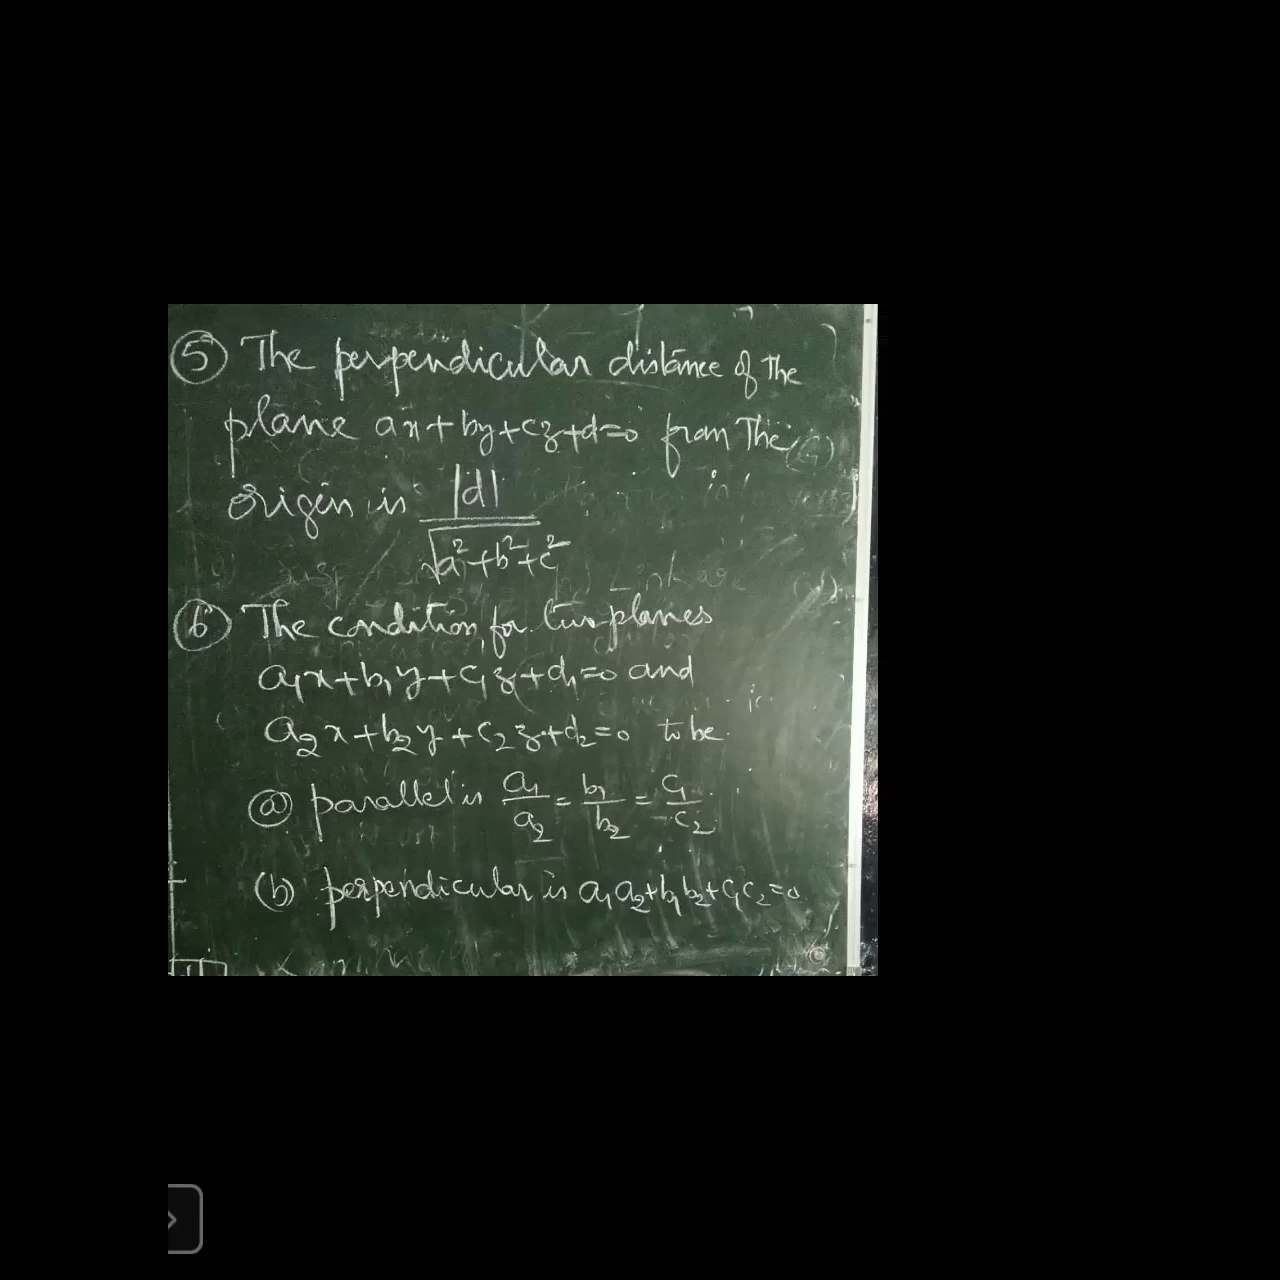 ⑤ The perpendicular distance of the
plane ax+by+cz+d=0 from The
origin is |d| / √(a²+b²+c²)
⑥ The condition for two planes
a₁x+b₁y+c₁z+d₁=0 and
a₂x+b₂y+c₂z+d₂=0 to be
ⓐ parallel is a₁/a₂ = b₁/b₂ = c₁/c₂
(b) perpendicular is a₁a₂+b₁b₂+c₁c₂=0